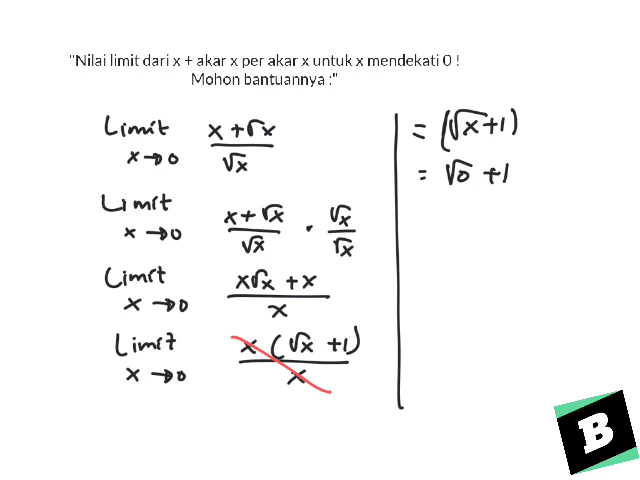 "Nilai limit dari x + akar x per akar x untuk x mendekati 0 !
Mohon bantuannya :"
Limit x + √x
x → 0 √x
Limit x + √x · √x
x → 0 √x √x
Limit x√x + x
x → 0 x
Limit x (√x + 1)
x → 0 x
= (√x + 1)
= √0 + 1
B